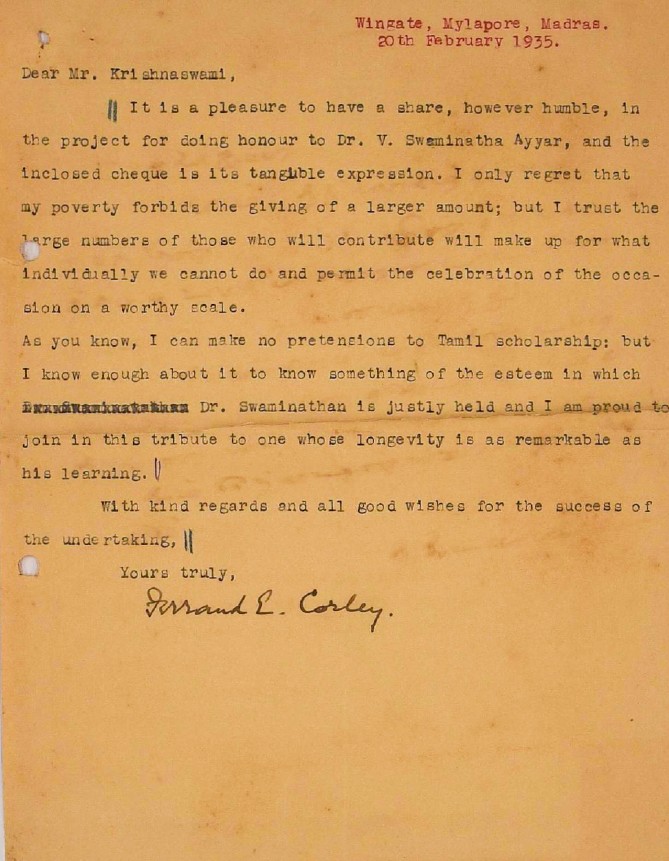 Wingate, Mylapore, Madras.
20th February 1935.
Dear Mr. Krishnaswami,
It is a pleasure to have a share, however humble, in
the project for doing honour to Dr. V. Swaminatha Ayyar, and the
inclosed cheque is its tangible expression. I only regret that
my poverty forbids the giving of a larger amount; but I trust the
large numbers of those who will contribute will make up for what
individually we cannot do and permit the celebration of the occa-
sion on a worthy scale.
As you know, I can make no pretensions to Tamil scholarship: but
I know enough about it to know something of the esteem in which
Dr. Swaminathan is justly held and I am proud to
join in this tribute to one whose longevity is as remarkable as
his learning.
With kind regards and all good wishes for the success of
the undertaking,
Yours truly,
Ferrand E. Corley.